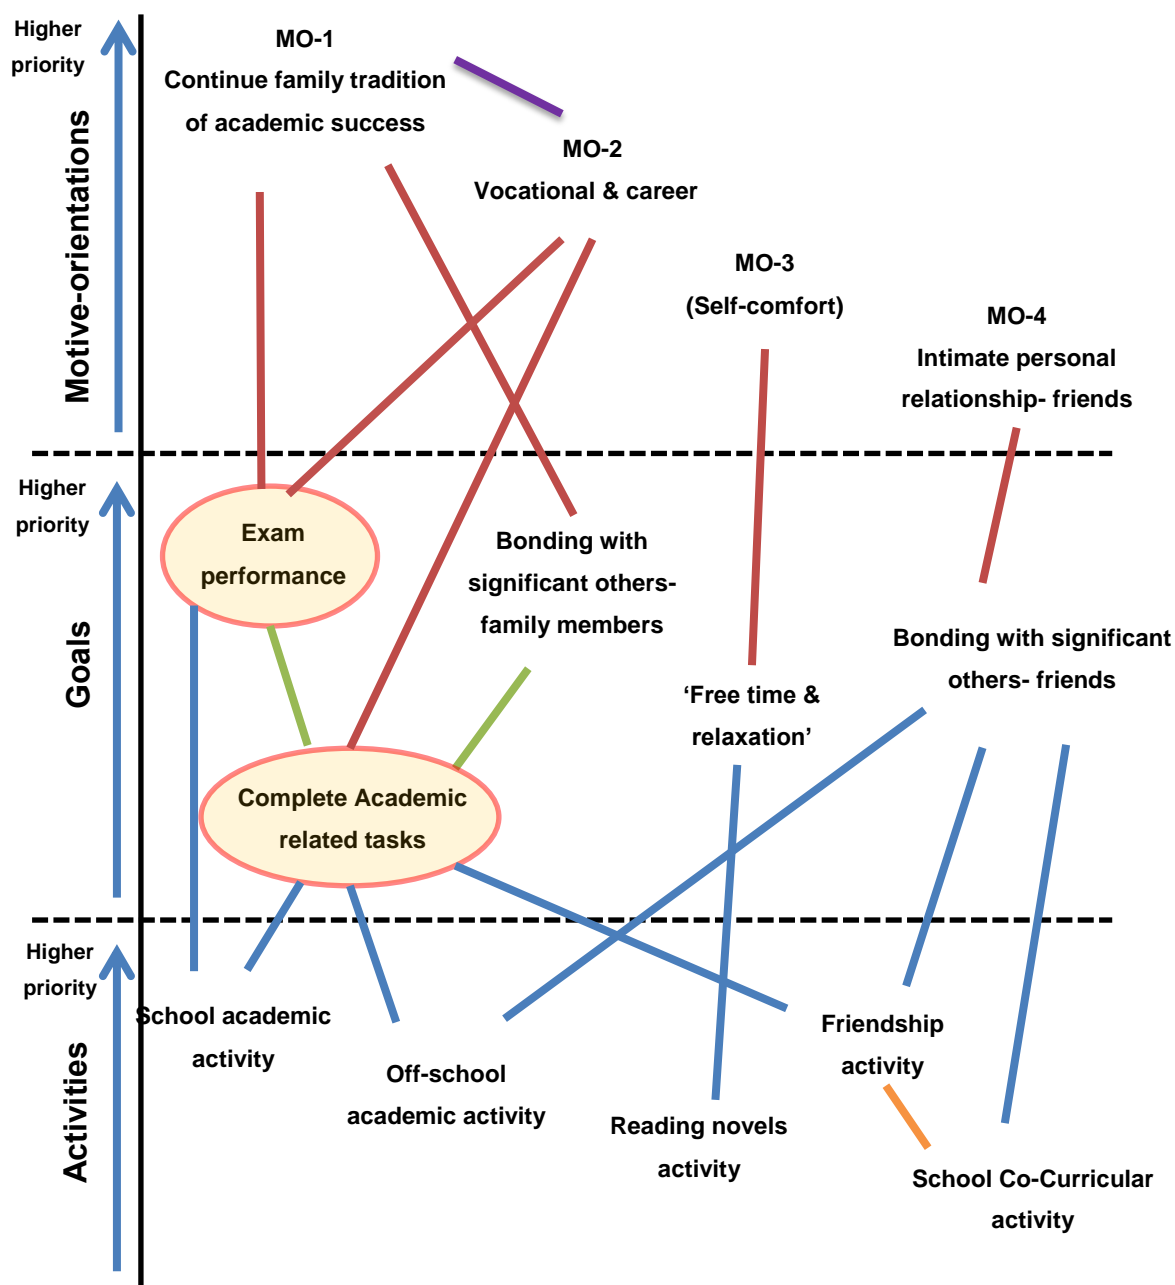 Higher
priority
Motive-orientations
MO-1
Continue family tradition
of academic success
MO-2
Vocational & career
MO-3
(Self-comfort)
MO-4
Intimate personal
relationship- friends
Higher
priority
Goals
Exam
performance
Bonding with
significant others-
family members
Bonding with significant
others- friends
‘Free time &
relaxation’
Complete Academic
related tasks
Higher
priority
Activities
School academic
activity
Off-school
academic activity
Reading novels
activity
Friendship
activity
School Co-Curricular
activity